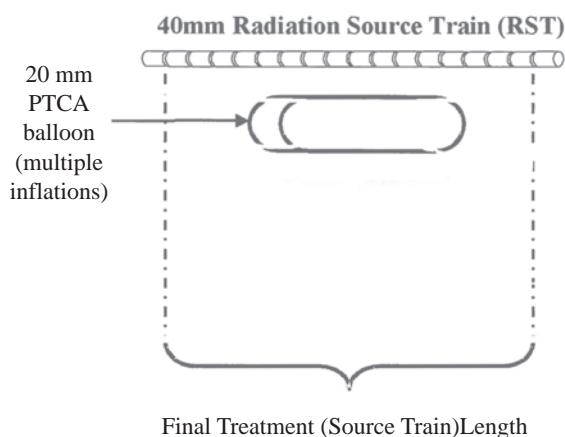 40mm Radiation Source Train (RST)
20 mm
PTCA
balloon
(multiple
inflations)
Final Treatment (Source Train)Length